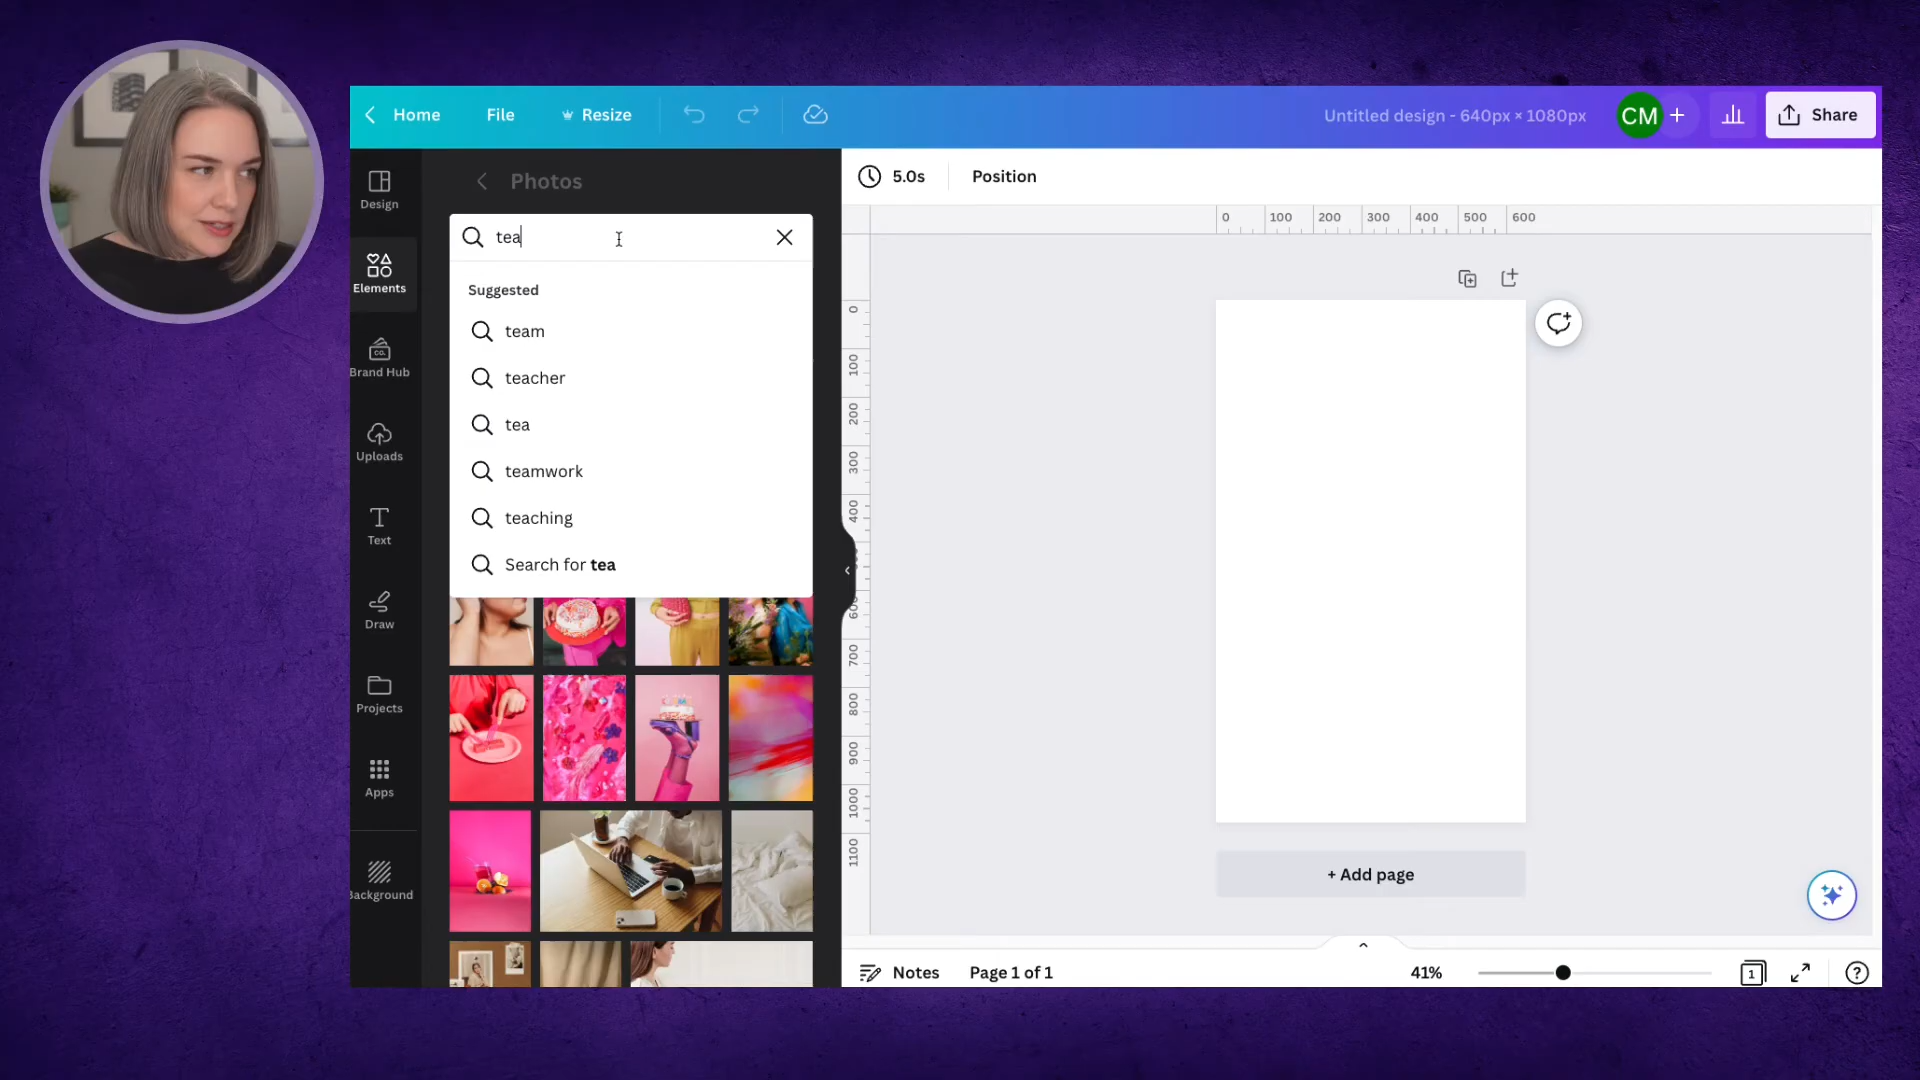 Home
File
Resize
Untitled design - 640px × 1080px
CM
Share
Design
Elements
Brand Hub
CO.
Uploads
Text
Draw
Projects
Apps
Background
Photos
tea
Suggested
team
teacher
tea
teamwork
teaching
Search for tea
5.0s
Position
0 100 200 300 400 500 600
0
100
200
300
400
600
700
800
900
1000
1100
+ Add page
Notes
Page 1 of 1
41%
1